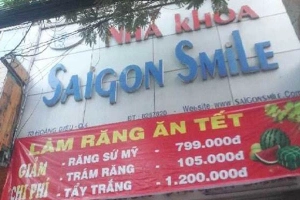 NHA KHOA
SAIGON SMILE
LÀM RĂNG ĂN TẾT
GIẢM CHI PHÍ
- RĂNG SỨ MỸ - 799.000đ
- TRÁM RĂNG - 105.000đ
- TẨY TRẮNG - 1.200.000đ